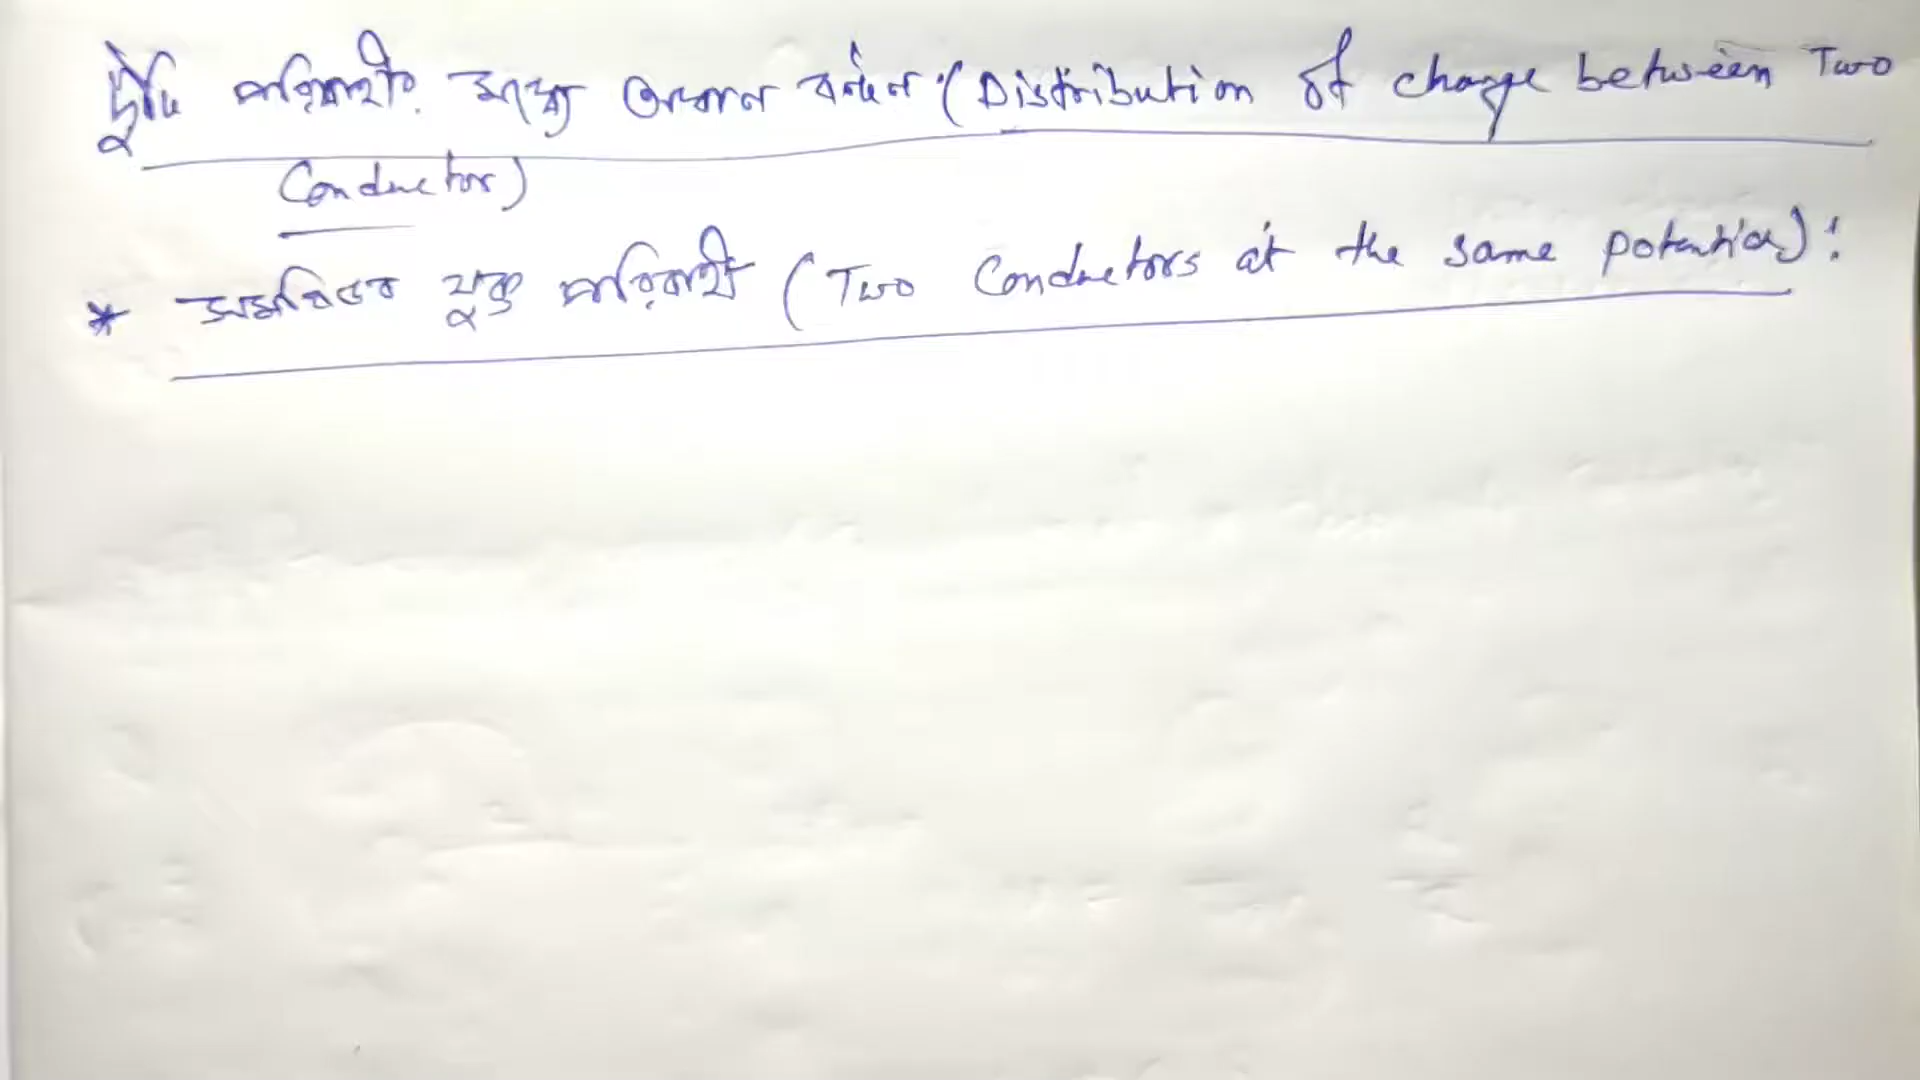 দুটি পরিবাহীর মধ্যে আধান বন্টন (Distribution of charge between Two
Conductor)
* সমবিভব যুক্ত পরিবাহী (Two Conductors at the same potential):